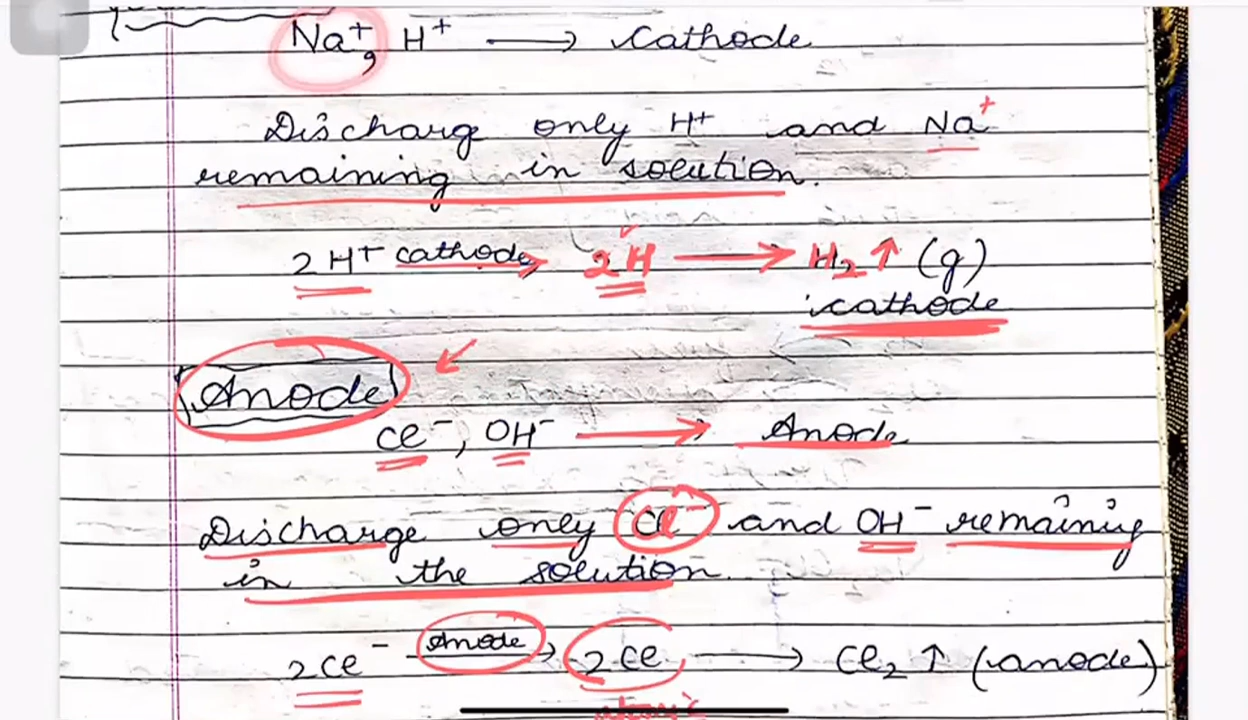 Na⁺, H⁺ → Cathode
Discharg only H⁺ and Na⁺
remaining in solution.
2 H⁺ cathode → 2H → H₂↑ (g)
cathode
Anode
Cl⁻, OH⁻ → Anode
Discharge only Cl⁻ and OH⁻ remaining
in the solution.
2Cl⁻ Anode → 2Cl → Cl₂↑ (anode)